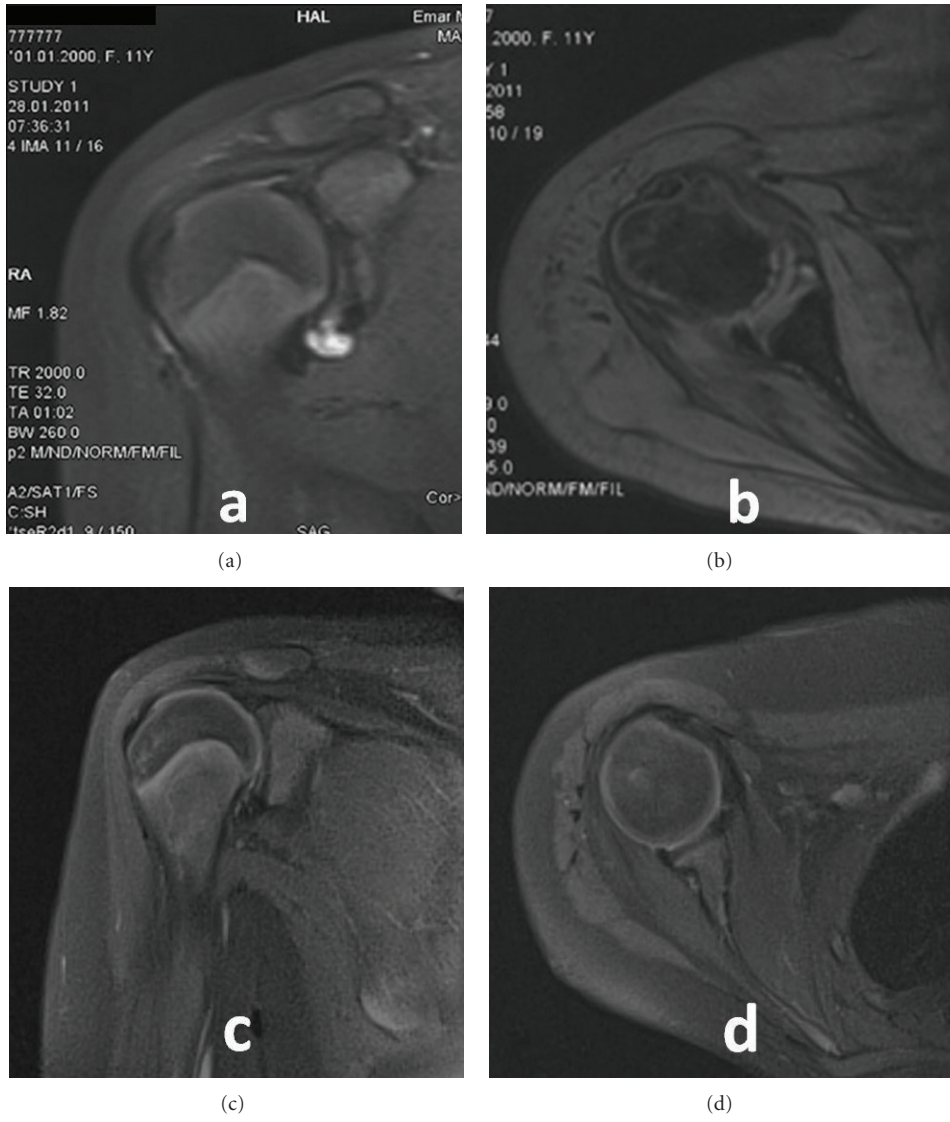 HAL
Emar
MA
777777
*01.01.2000, F, 11Y
STUDY 1
28.01.2011
07:36:31
4 IMA 11 / 16
RA
MF 1.82
TR 2000.0
TE 32.0
TA 01:02
BW 260.0
p2 M/ND/NORM/FM/FIL
A2/SAT1/FS
C:SH
*tseR2d1_9 / 150
Cor>
SAG
a
7
.2000, F, 11Y
Y 1
2011
58
10 / 19
44
9.0
0
39
5.0
ND/NORM/FM/FIL
b
(a)
(b)
c
d
(c)
(d)